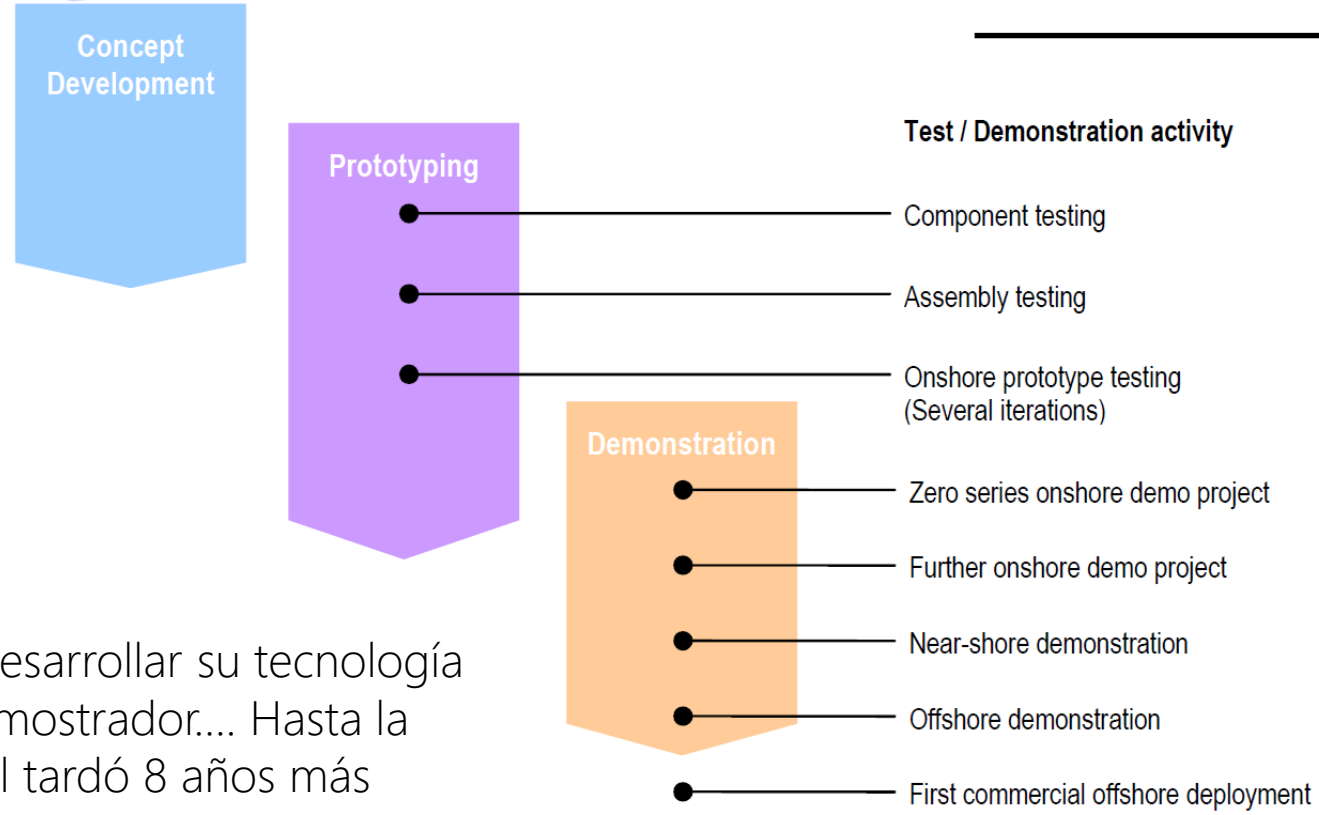 Concept
Development
Prototyping
Test / Demonstration activity
Component testing
Assembly testing
Onshore prototype testing
(Several iterations)
Demonstration
Zero series onshore demo project
Further onshore demo project
Near-shore demonstration
Offshore demonstration
First commercial offshore deployment
esarrollar su tecnología
mostrador.... Hasta la
l tardó 8 años más